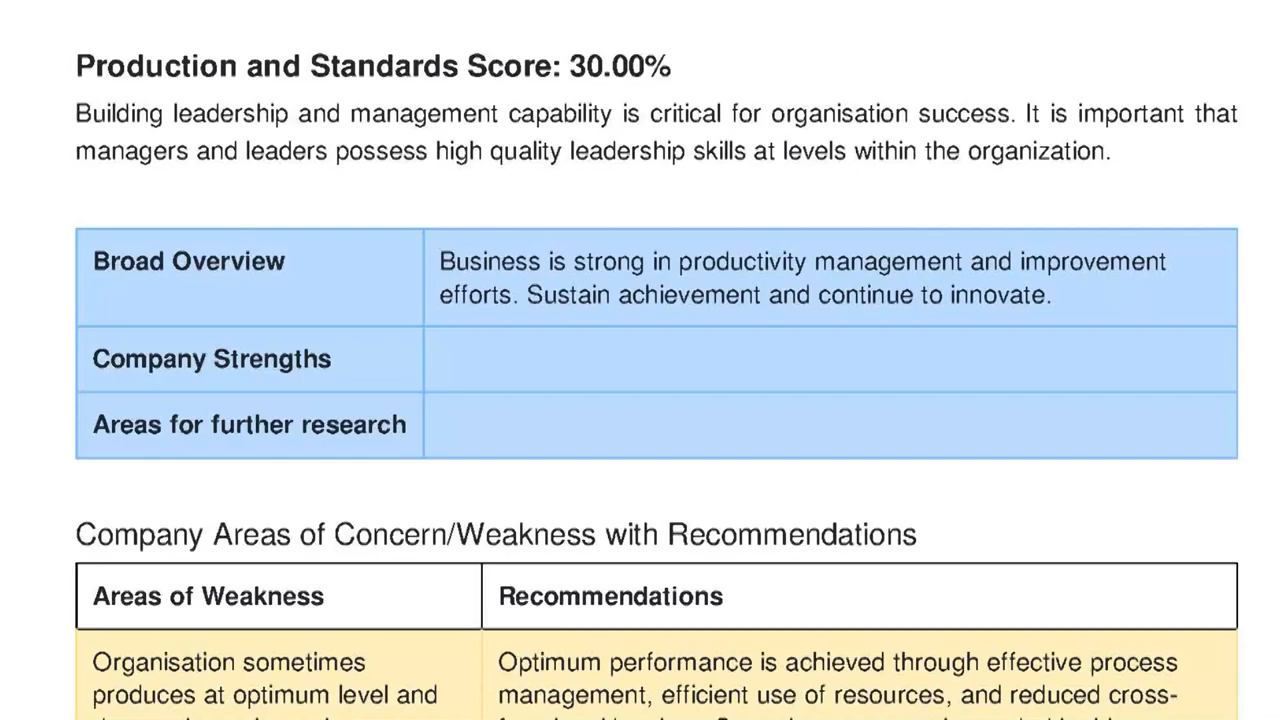 Production and Standards Score: 30.00%
Building leadership and management capability is critical for organisation success. It is important that
managers and leaders possess high quality leadership skills at levels within the organization.
Broad Overview
Business is strong in productivity management and improvement
efforts. Sustain achievement and continue to innovate.
Company Strengths
Areas for further research
Company Areas of Concern/Weakness with Recommendations
Areas of Weakness
Recommendations
Organisation sometimes
produces at optimum level and
Optimum performance is achieved through effective process
management, efficient use of resources, and reduced cross-